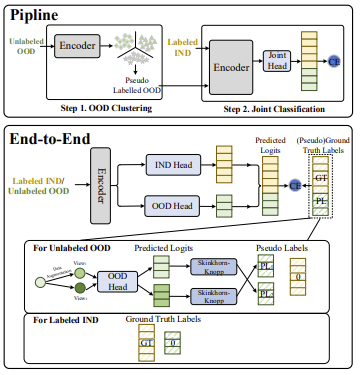 Pipline
Unlabeled
OOD
Encoder
Pseudo
Labelled OOD
Step 1. OOD Clustering
Labeled
IND
Encoder
Joint
Head
CE
Step 2. Joint Classification
End-to-End
Labeled IND/
Unlabeled OOD
Encoder
IND Head
OOD Head
Predicted
Logits
(Pseudo)Ground
Truth Labels
CE
GT
PL
For Unlabeled OOD
Predicted Logits
Pseudo Labels
Data
Augmentation
View1
View2
OOD
Head
Skinkhorn-
Knopp
Skinkhorn-
Knopp
PL2
PL1
0
For Labeled IND
Ground Truth Labels
GT
0